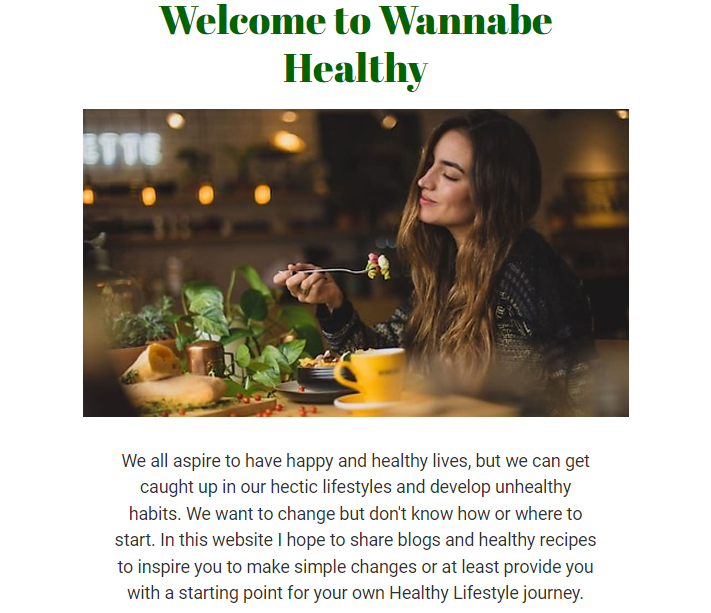 Welcome to Wannabe
Healthy
ETTE
We all aspire to have happy and healthy lives, but we can get
caught up in our hectic lifestyles and develop unhealthy
habits. We want to change but don't know how or where to
start. In this website I hope to share blogs and healthy recipes
to inspire you to make simple changes or at least provide you
with a starting point for your own Healthy Lifestyle journey.